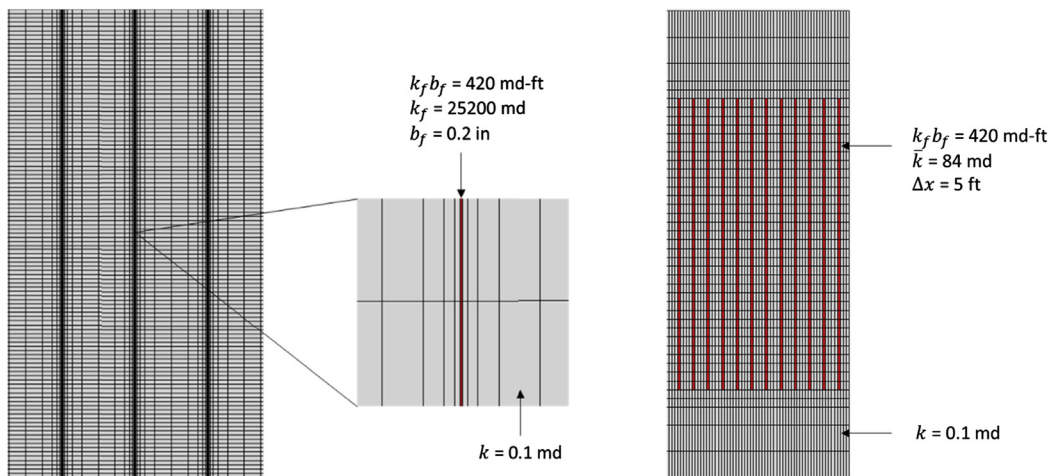 k_f b_f = 420 md-ft
k_f = 25200 md
b_f = 0.2 in
k = 0.1 md
k_f b_f = 420 md-ft
k̄ = 84 md
Δx = 5 ft
k = 0.1 md